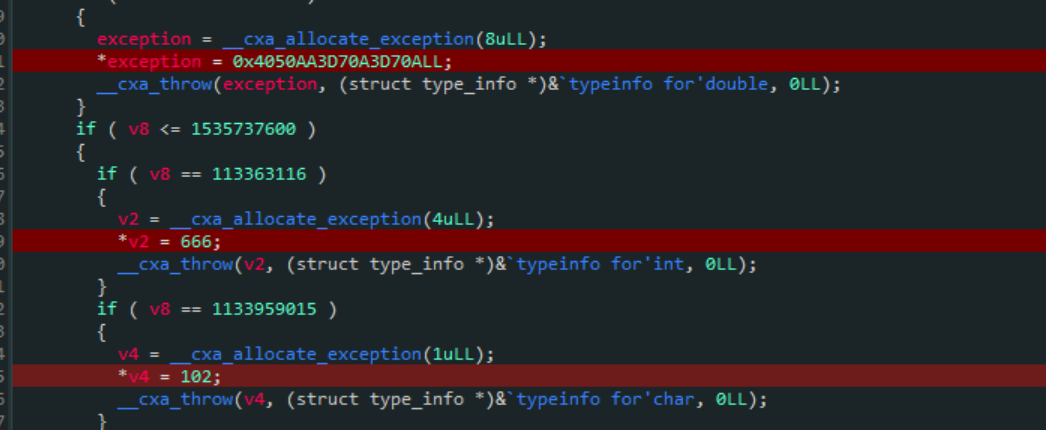 {
exception = __cxa_allocate_exception(8uLL);
*exception = 0x4050AA3D70A3D70ALL;
__cxa_throw(exception, (struct type_info *)&`typeinfo for'double, 0LL);
}
if ( v8 <= 1535737600 )
{
if ( v8 == 113363116 )
{
v2 = __cxa_allocate_exception(4uLL);
*v2 = 666;
__cxa_throw(v2, (struct type_info *)&`typeinfo for'int, 0LL);
}
if ( v8 == 1133959015 )
{
v4 = __cxa_allocate_exception(1uLL);
*v4 = 102;
__cxa_throw(v4, (struct type_info *)&`typeinfo for'char, 0LL);
}